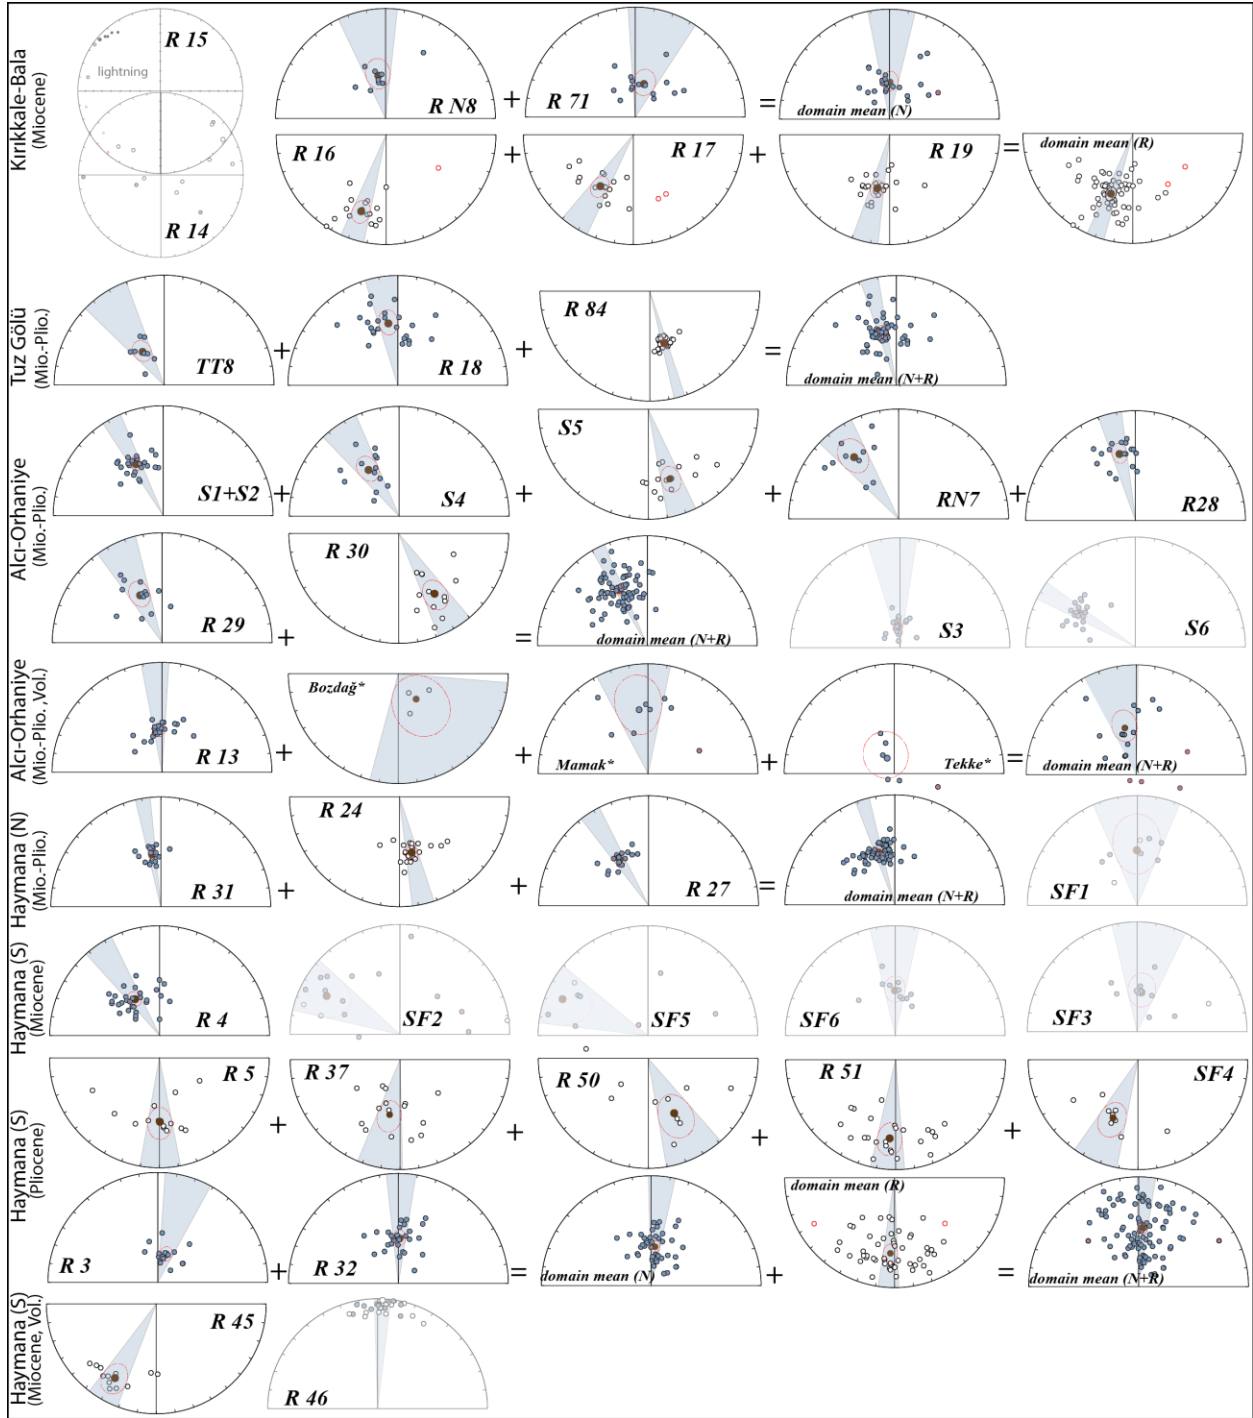 Kırıkkale-Bala
(Miocene)
R 15
lightning
R 14
R N8
+
R 71
=
domain mean (N)
R 16
+
R 17
+
R 19
=
domain mean (R)
Tuz Gölü
(Mio.-Plio.)
TT8
+
R 18
+
R 84
=
domain mean (N+R)
Alcı-Orhaniye
(Mio.-Plio.)
S1+S2
+
S4
+
S5
+
RN7
+
R28
R 29
+
R 30
=
domain mean (N+R)
S3
S6
Alcı-Orhaniye
(Mio.-Plio.,Vol.)
R 13
+
Bozdağ*
+
Mamak*
+
Tekke*
=
domain mean (N+R)
Haymana (N)
(Mio.-Plio.)
R 31
+
R 24
+
R 27
=
domain mean (N+R)
SF1
Haymana (S)
(Miocene)
R 4
SF2
SF5
SF6
SF3
Haymana (S)
(Pliocene)
R 5
+
R 37
+
R 50
+
R 51
+
SF4
R 3
+
R 32
=
domain mean (N)
+
domain mean (R)
=
domain mean (N+R)
Haymana (S)
(Miocene, Vol.)
R 45
R 46